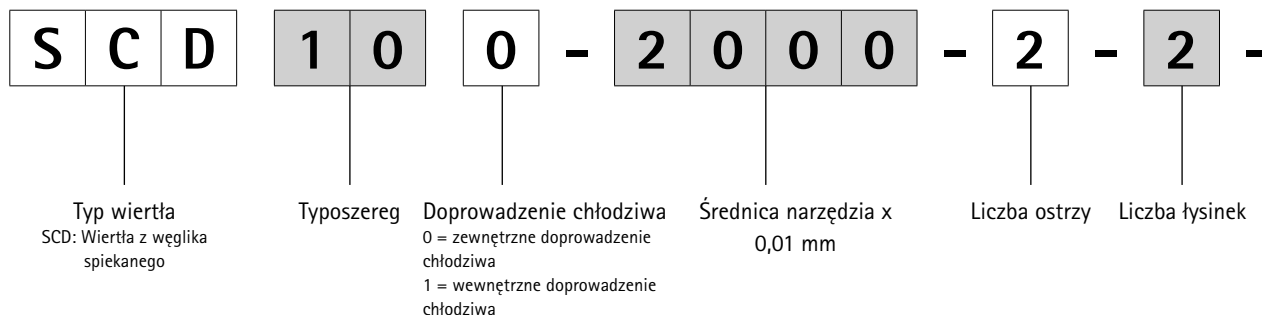 S C D 1 0 0 - 2 0 0 0 - 2 - 2 -
Typ wiertła
SCD: Wiertła z węglika
spiekanego
Typoszereg
Doprowadzenie chłodziwa
0 = zewnętrzne doprowadzenie
chłodziwa
1 = wewnętrzne doprowadzenie
chłodziwa
Średnica narzędzia x
0,01 mm
Liczba ostrzy
Liczba łysinek